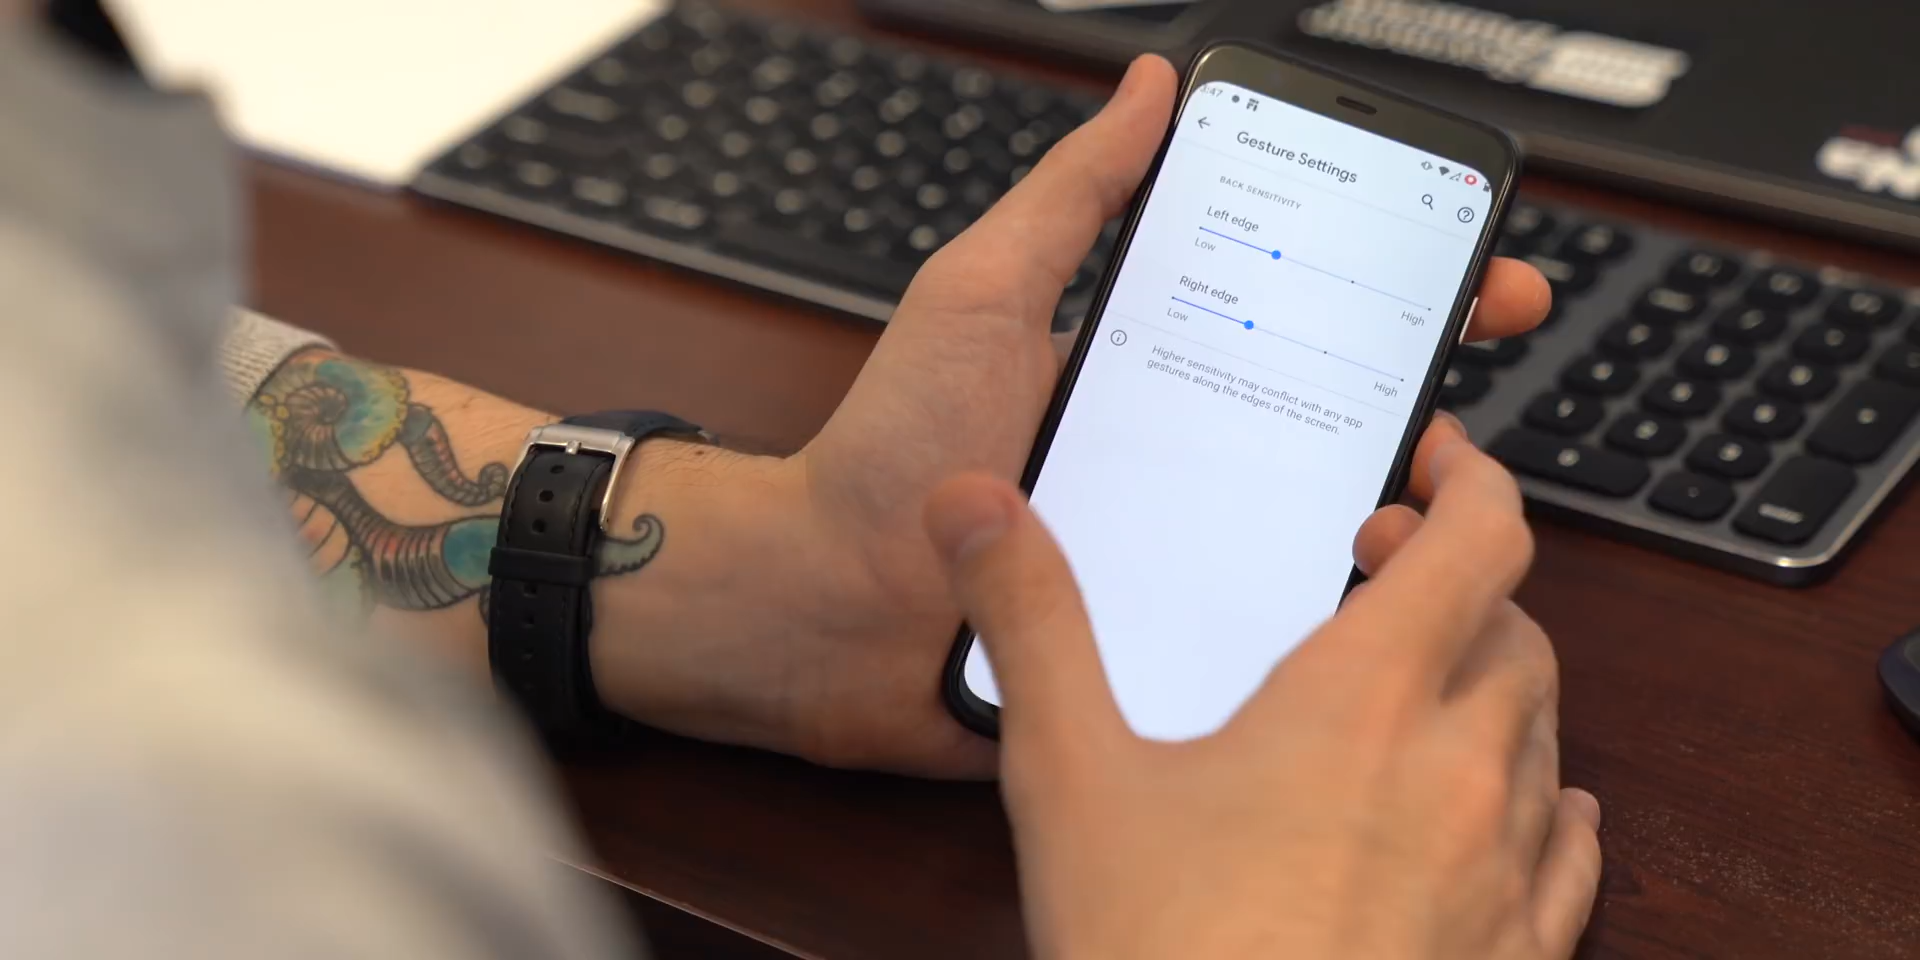 Gesture Settings
BACK SENSITIVITY
Left edge
Low
High
Right edge
Low
High
Higher sensitivity may conflict with any app
gestures along the edges of the screen.